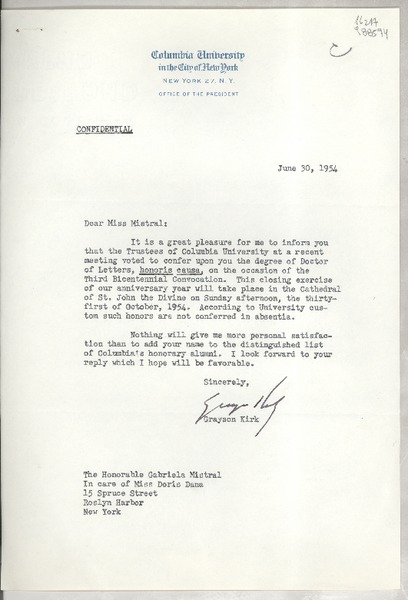 Columbia University
in the City of New York
NEW YORK 27, N. Y.
OFFICE OF THE PRESIDENT
CONFIDENTIAL
June 30, 1954
Dear Miss Mistral:
It is a great pleasure for me to inform you
that the Trustees of Columbia University at a recent
meeting voted to confer upon you the degree of Doctor
of Letters, honoris causa, on the occasion of the
Third Bicentennial Convocation. This closing exercise
of our anniversary year will take place in the Cathedral
of St. John the Divine on Sunday afternoon, the thirty-
first of October, 1954. According to University cus-
tom such honors are not conferred in absentia.
Nothing will give me more personal satisfac-
tion than to add your name to the distinguished list
of Columbia's honorary alumni. I look forward to your
reply which I hope will be favorable.
Sincerely,
Grayson Kirk
The Honorable Gabriela Mistral
In care of Miss Doris Dana
15 Spruce Street
Roslyn Harbor
New York